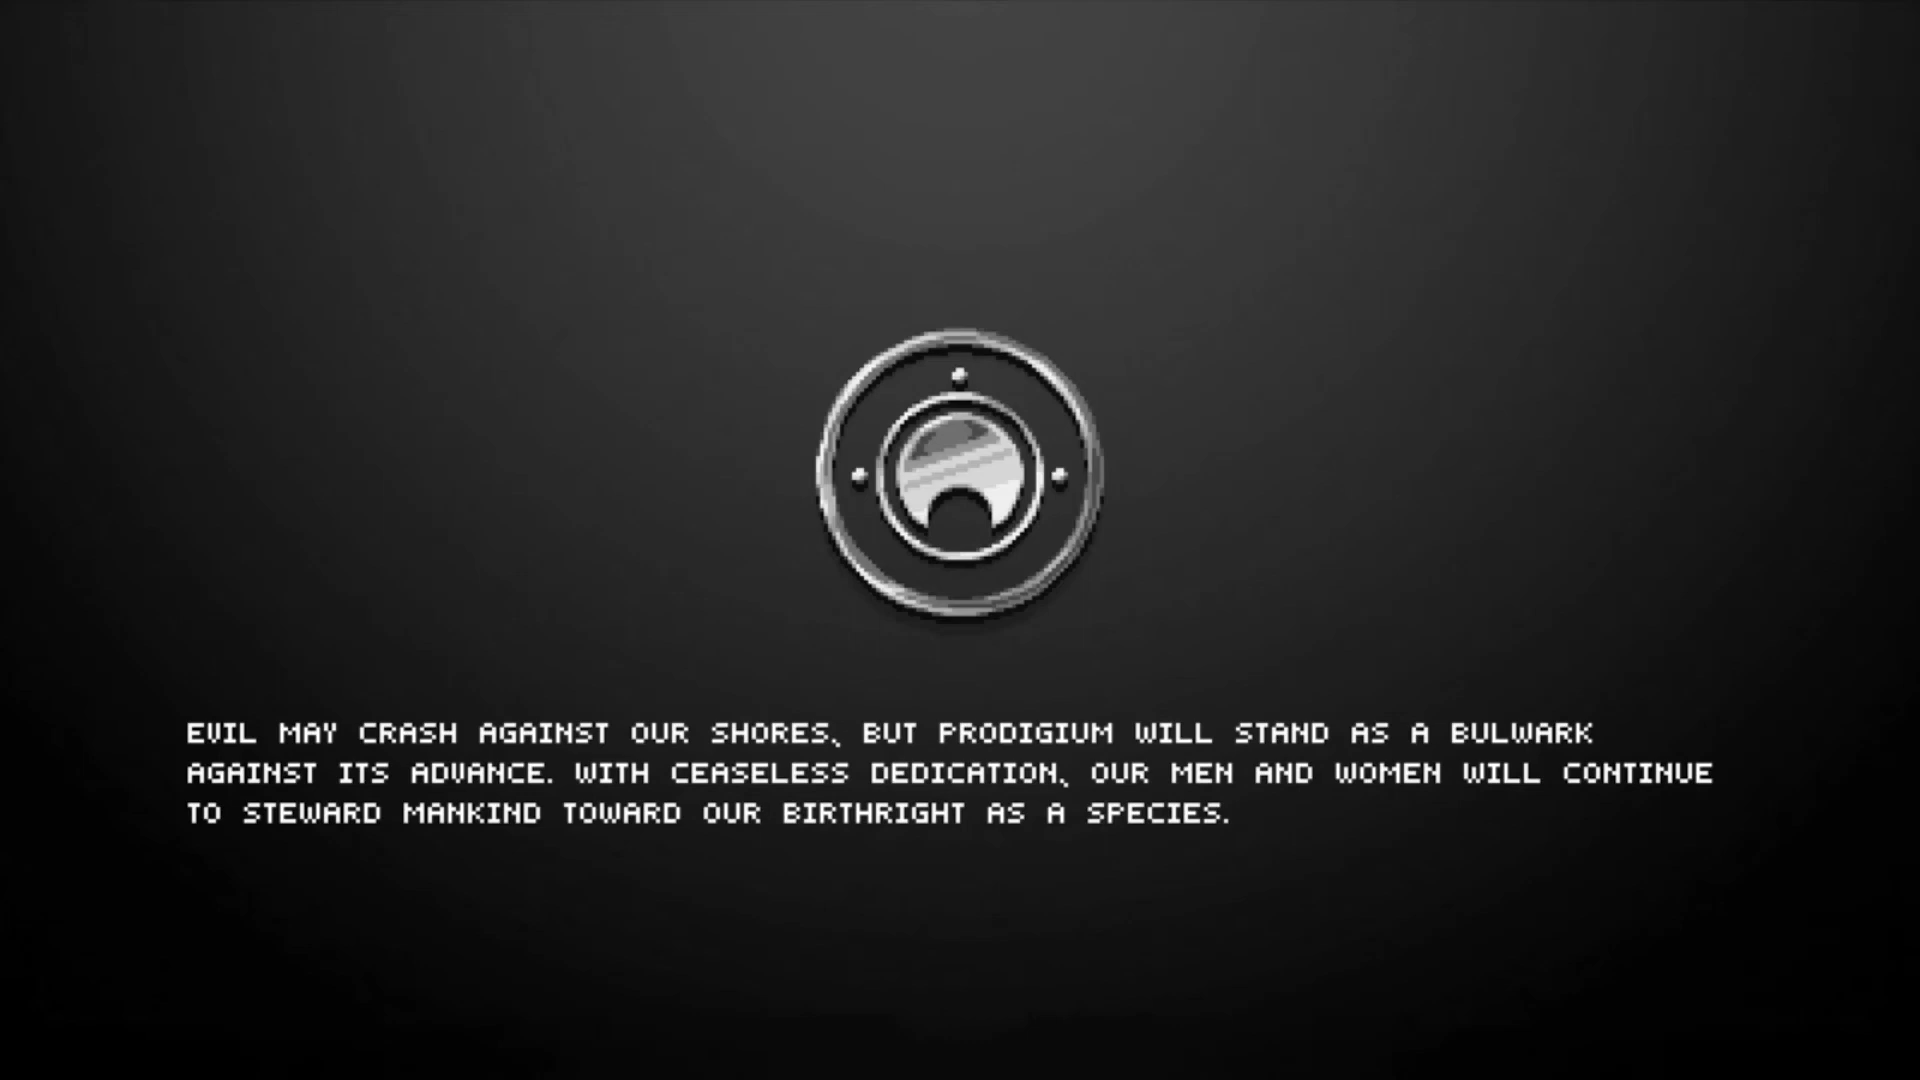 EVIL MAY CRASH AGAINST OUR SHORES, BUT PRODIGIUM WILL STAND AS A BULWARK
AGAINST ITS ADVANCE. WITH CEASELESS DEDICATION, OUR MEN AND WOMEN WILL CONTINUE
TO STEWARD MANKIND TOWARD OUR BIRTHRIGHT AS A SPECIES.